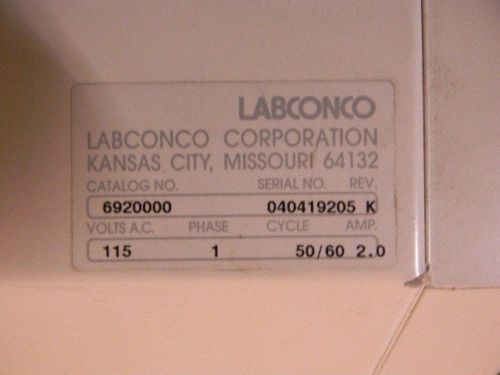 LABCONCO
LABCONCO CORPORATION
KANSAS CITY, MISSOURI 64132
CATALOG NO. SERIAL NO. REV.
6920000 040419205 K
VOLTS A.C. PHASE CYCLE AMP.
115 1 50/60 2.0